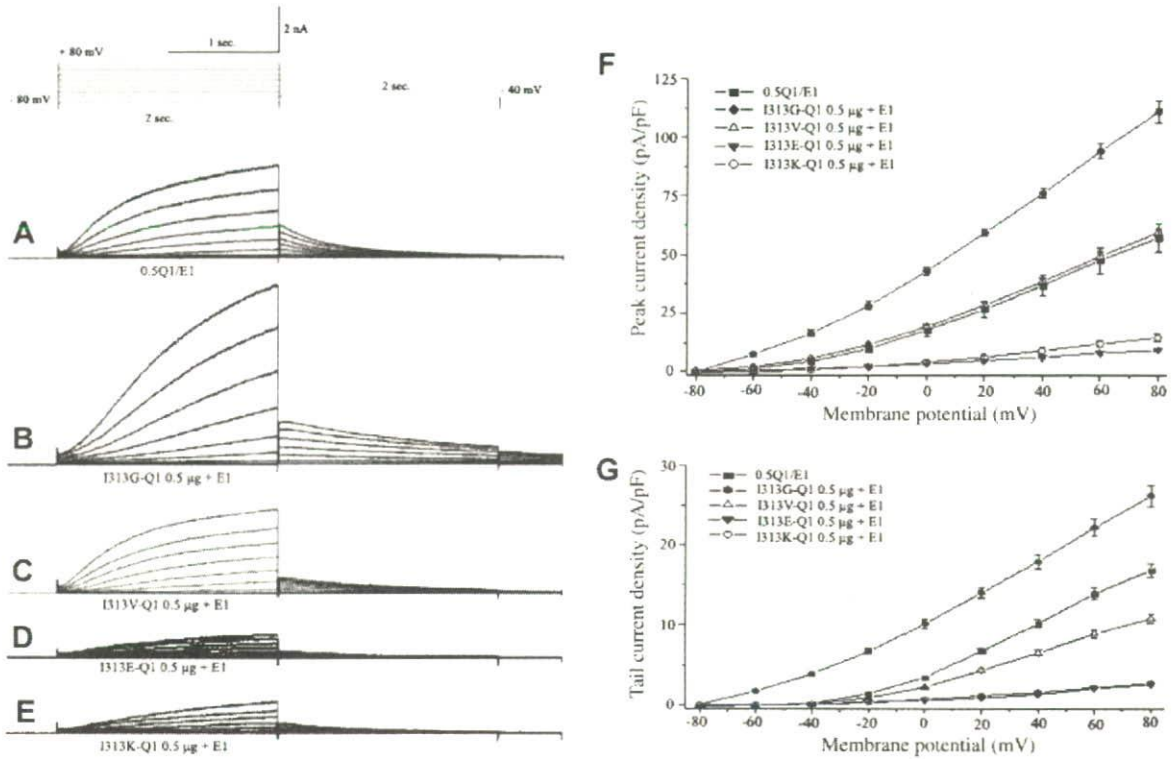 2 nA
1 sec.
+ 80 mV
80 mV
2 sec.
- 40 mV
2 sec.
A
0.5Q1/E1
B
I313G-Q1 0.5 µg + E1
C
I313V-Q1 0.5 µg + E1
D
I313E-Q1 0.5 µg + E1
E
I313K-Q1 0.5 µg + E1
F
125
100
75
50
25
0
Peak current density (pA/pF)
0.5Q1/E1
I313G-Q1 0.5 µg + E1
I313V-Q1 0.5 µg + E1
I313E-Q1 0.5 µg + E1
I313K-Q1 0.5 µg + E1
-80 -60 -40 -20 0 20 40 60 80
Membrane potential (mV)
G
30
20
10
0
Tail current density (pA/pF)
0.5Q1/E1
I313G-Q1 0.5 µg + E1
I313V-Q1 0.5 µg + E1
I313E-Q1 0.5 µg + E1
I313K-Q1 0.5 µg + E1
-80 -60 -40 -20 0 20 40 60 80
Membrane potential (mV)